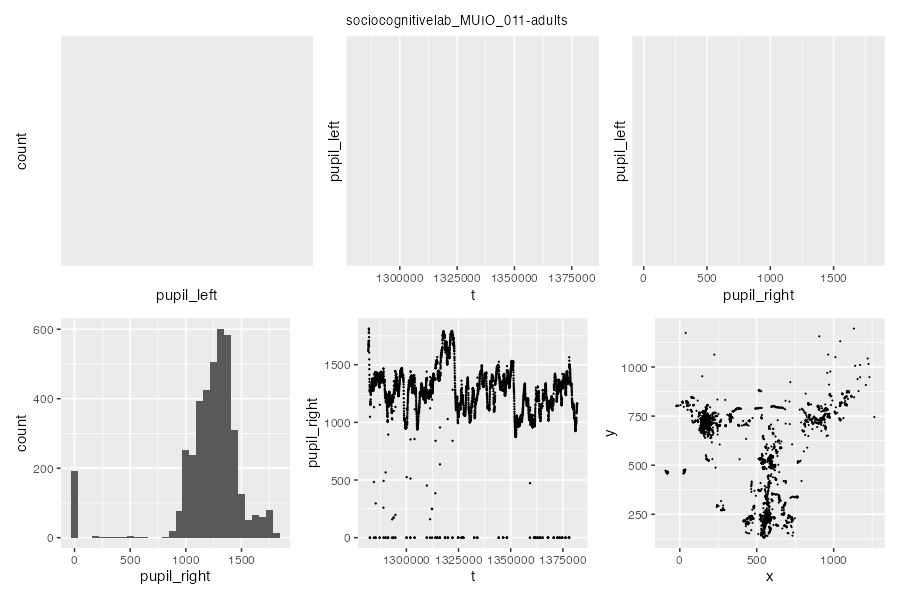 sociocognitivelab_MUIO_011-adults
count
pupil_left
pupil_left
1300000 1325000 1350000 1375000
t
pupil_left
0 500 1000 1500
pupil_right
count
600
400
200
0
0 500 1000 1500
pupil_right
pupil_right
1500
1000
500
0
1300000 1325000 1350000 1375000
t
y
1000
750
500
250
0 500 1000
x